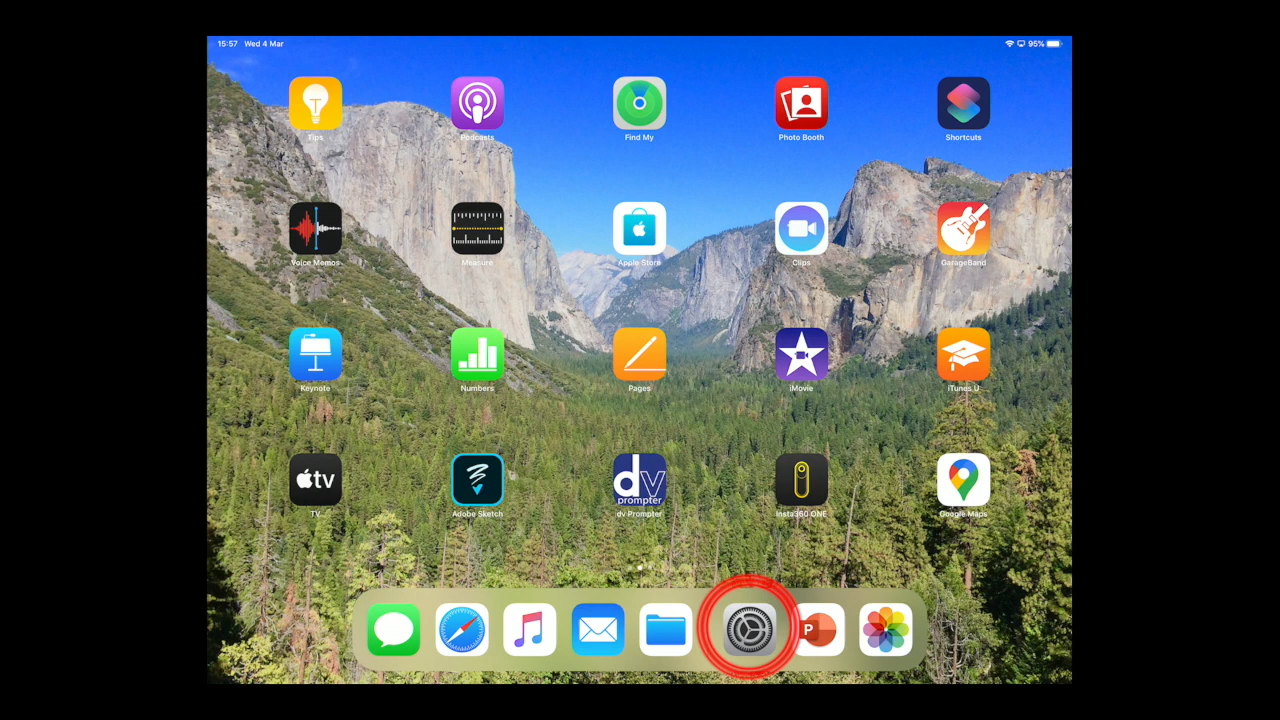 15:57 Wed 4 Mar 95%
Tips Podcasts Find My Photo Booth Shortcuts
Voice Memos Measure Apple Store Clips GarageBand
Keynote Numbers Pages iMovie iTunes U
tv dv prompter
TV Adobe Sketch dv Prompter Insta360 ONE Google Maps
P